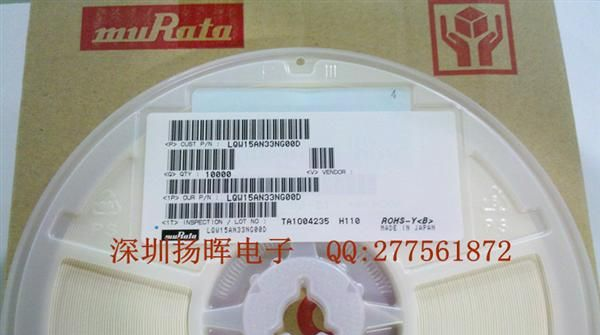 muRata
4
<P> CUST P/N : LQW15AN33NG00D
<Q> QTY : 10000 <V> VENDOR :
<1P> OUR P/N : LQW15AN33NG00D
<1T> INSPECTION / LOT NO : TA1004235 H110 ROHS-Y<B>
muRata LQW15AN33NG00D MADE IN JAPAN
深圳扬晖电子 QQ:277561872